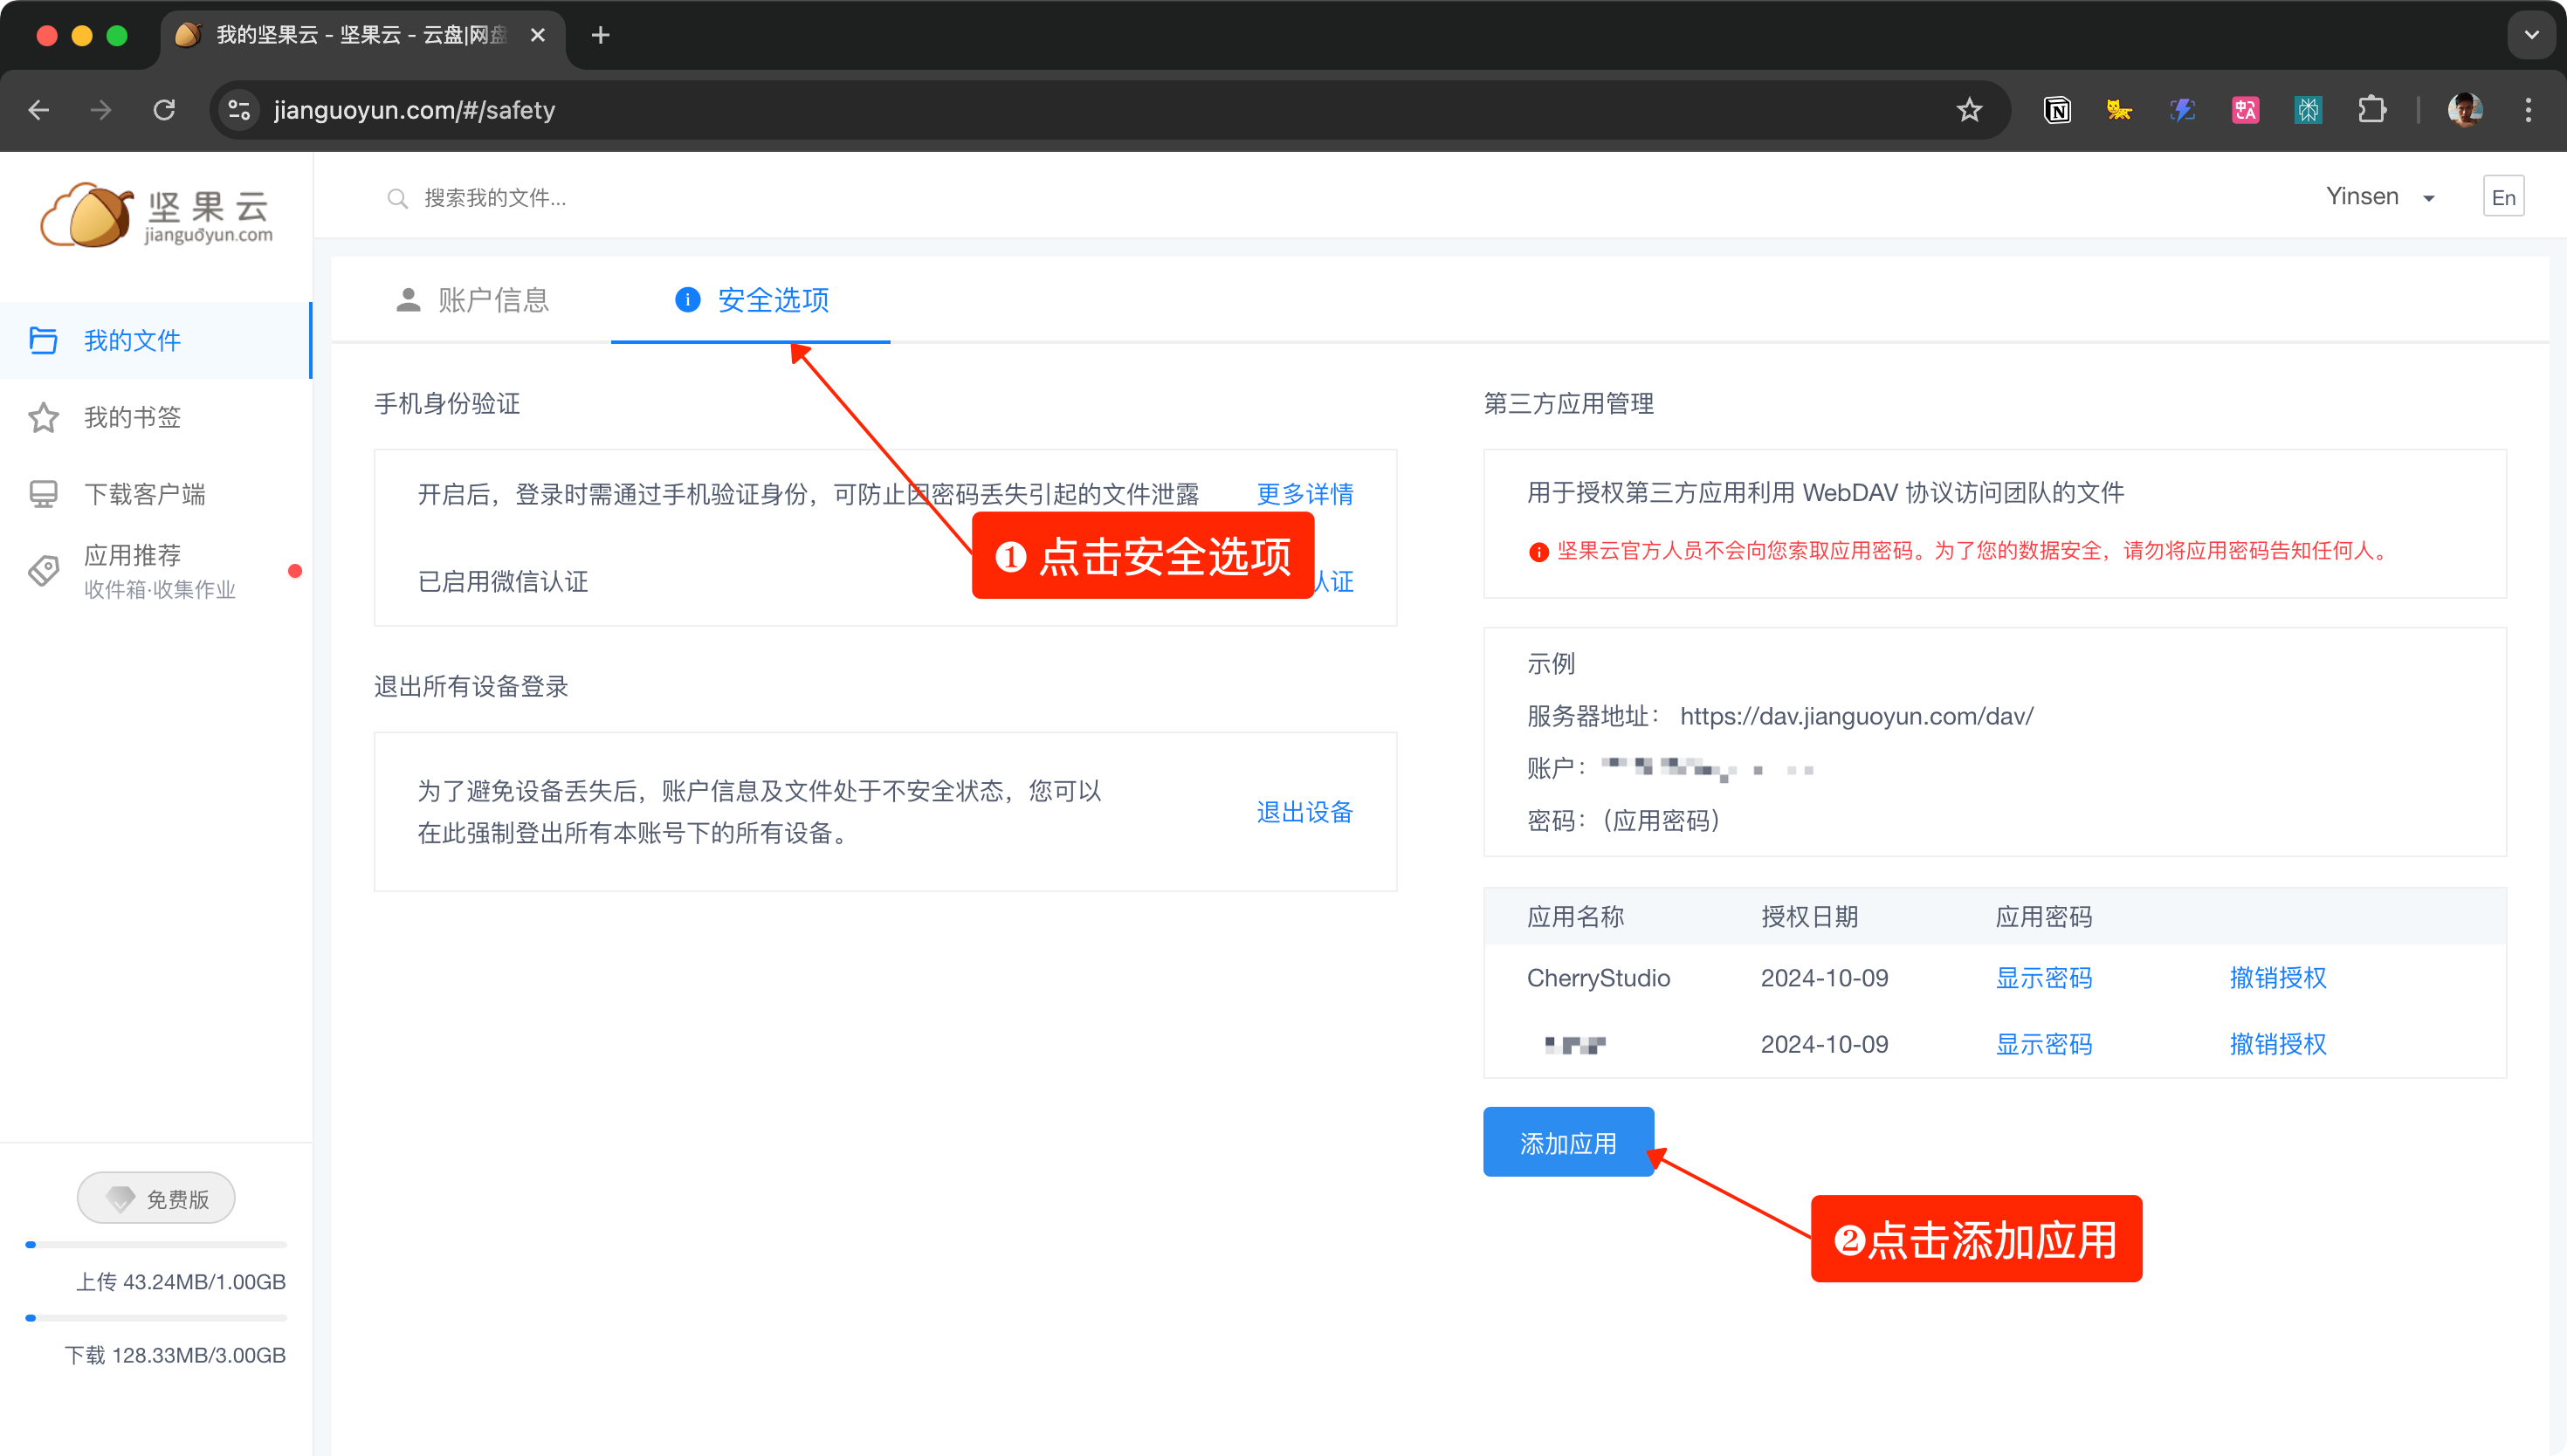 我的坚果云 - 坚果云 - 云盘|网盘
jianguoyun.com/#/safety
坚果云
jianguoyun.com
搜索我的文件...
Yinsen
En
我的文件
我的书签
下载客户端
应用推荐
收件箱·收集作业
账户信息
安全选项
手机身份验证
开启后，登录时需通过手机验证身份，可防止因密码丢失引起的文件泄露
更多详情
❶ 点击安全选项
已启用微信认证
认证
退出所有设备登录
为了避免设备丢失后，账户信息及文件处于不安全状态，您可以
在此强制登出所有本账号下的所有设备。
退出设备
第三方应用管理
用于授权第三方应用利用 WebDAV 协议访问团队的文件
坚果云官方人员不会向您索取应用密码。为了您的数据安全，请勿将应用密码告知任何人。
示例
服务器地址： https://dav.jianguoyun.com/dav/
账户：
密码：（应用密码）
应用名称 授权日期 应用密码
CherryStudio 2024-10-09 显示密码 撤销授权
2024-10-09 显示密码 撤销授权
添加应用
❷点击添加应用
免费版
上传 43.24MB/1.00GB
下载 128.33MB/3.00GB